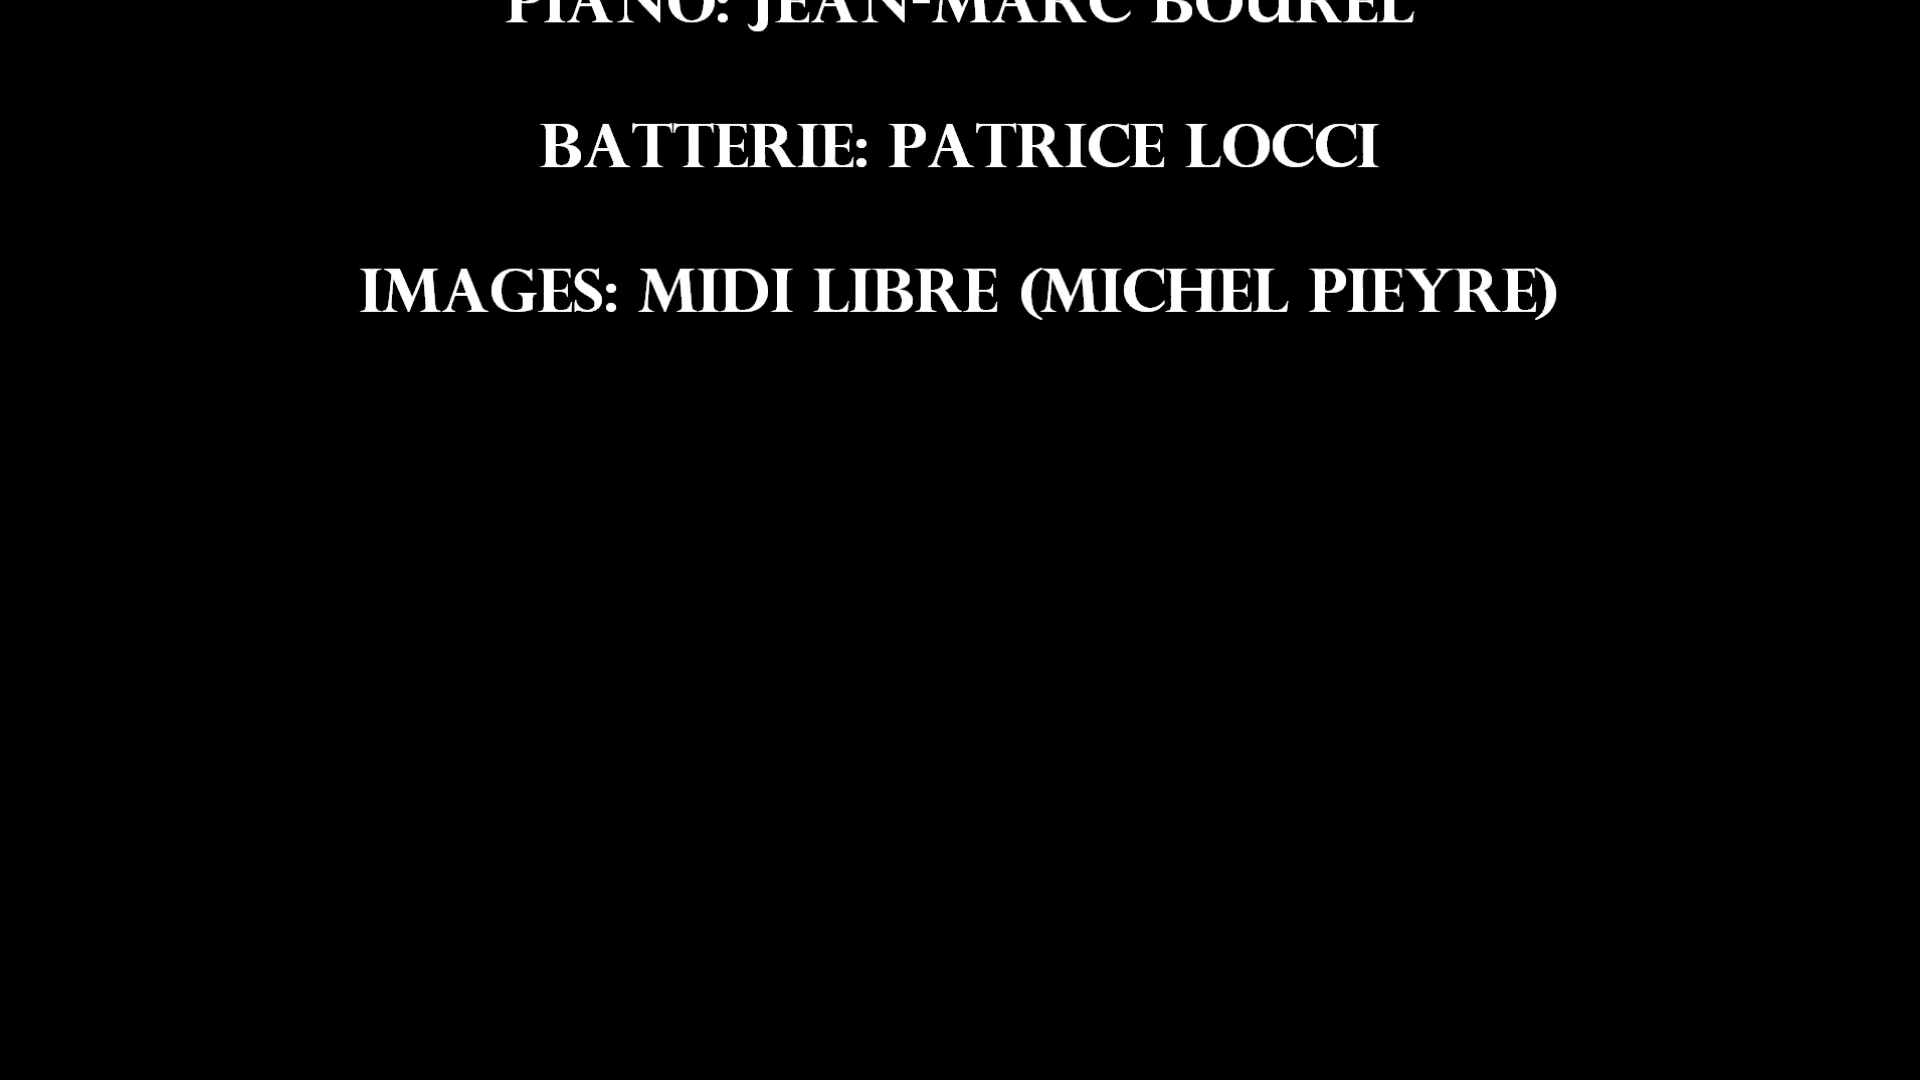 PIANO: JEAN-MARC BOUREL
BATTERIE: PATRICE LOCCI
IMAGES: MIDI LIBRE (MICHEL PIEYRE)